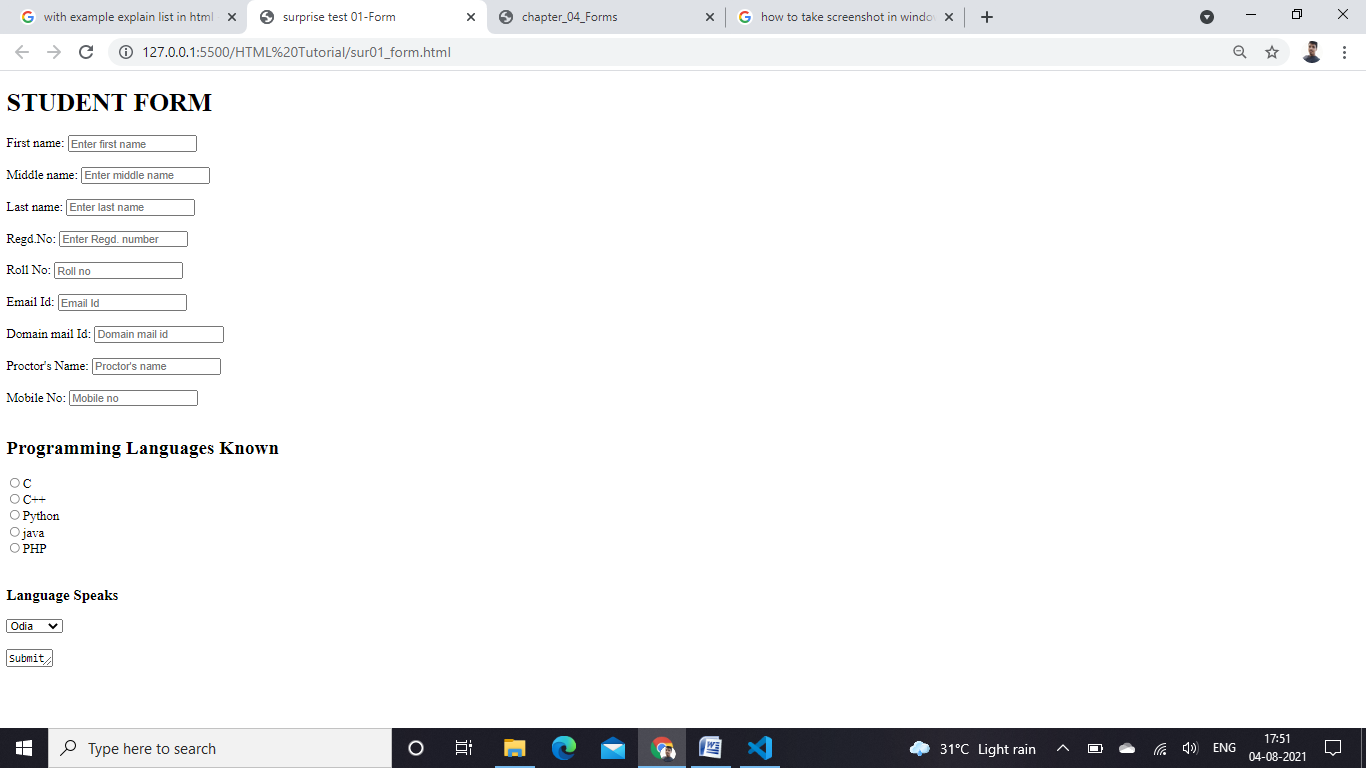 with example explain list in html
surprise test 01-Form
chapter_04_Forms
how to take screenshot in windo
127.0.0.1:5500/HTML%20Tutorial/sur01_form.html
STUDENT FORM
First name: Enter first name
Middle name: Enter middle name
Last name: Enter last name
Regd.No: Enter Regd. number
Roll No: Roll no
Email Id: Email Id
Domain mail Id: Domain mail id
Proctor's Name: Proctor's name
Mobile No: Mobile no
Programming Languages Known
C
C++
Python
java
PHP
Language Speaks
Odia
Submit
Type here to search
31°C Light rain
ENG
17:51
04-08-2021